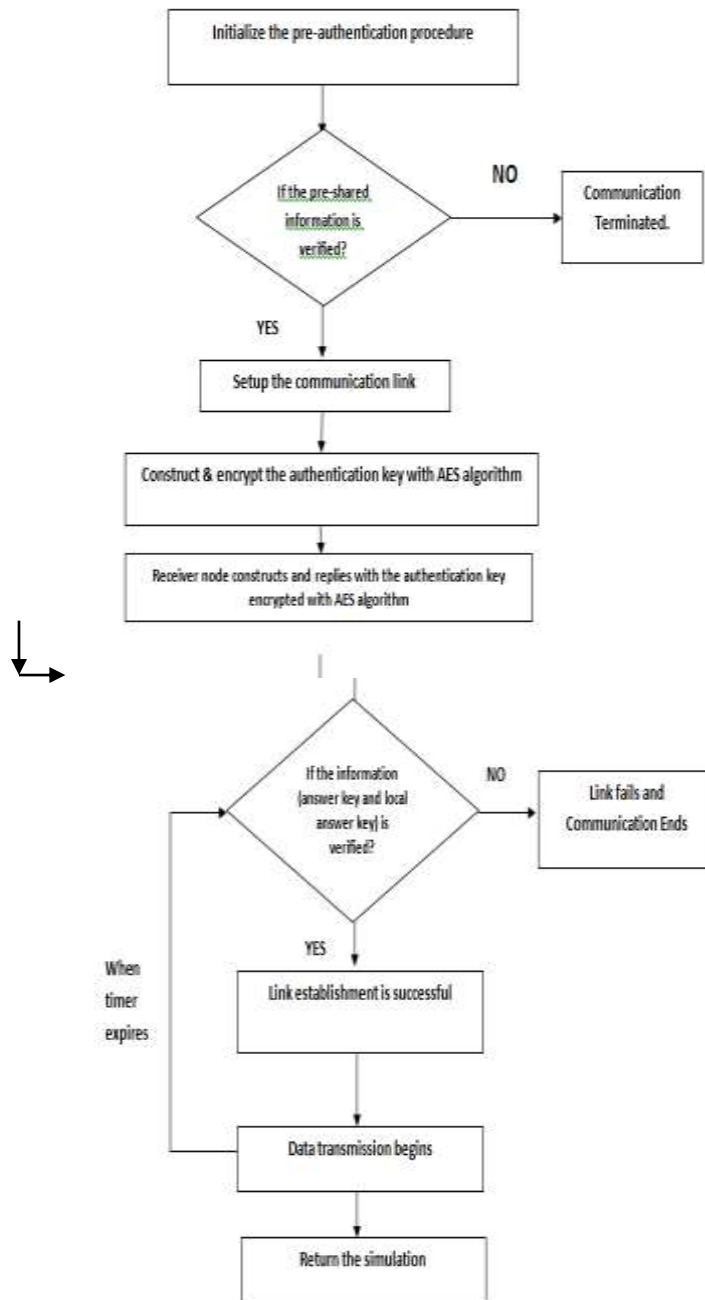 Initialize the pre-authentication procedure
If the pre-shared
information is
verified?
NO
Communication
Terminated.
YES
Setup the communication link
Construct & encrypt the authentication key with AES algorithm
Receiver node constructs and replies with the authentication key
encrypted with AES algorithm
If the information
(answer key and local
answer key) is
verified?
NO
Link fails and
Communication Ends
YES
Link establishment is successful
When
timer
expires
Data transmission begins
Return the simulation